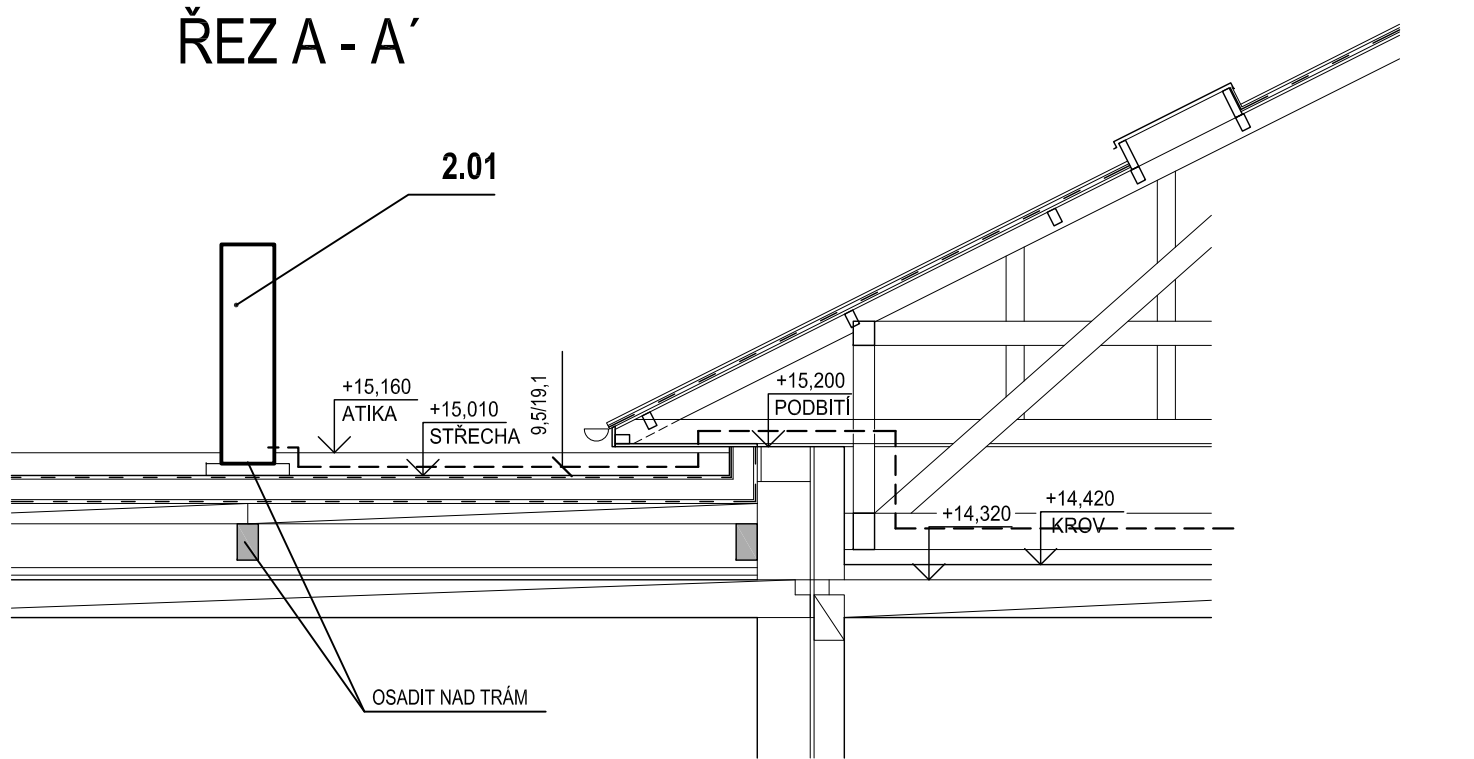 ŘEZ A - A´
2.01
+15,160
ATIKA
+15,010
STŘECHA
9,5/19,1
+15,200
PODBITÍ
+14,320
+14,420
KROV
OSADIT NAD TRÁM